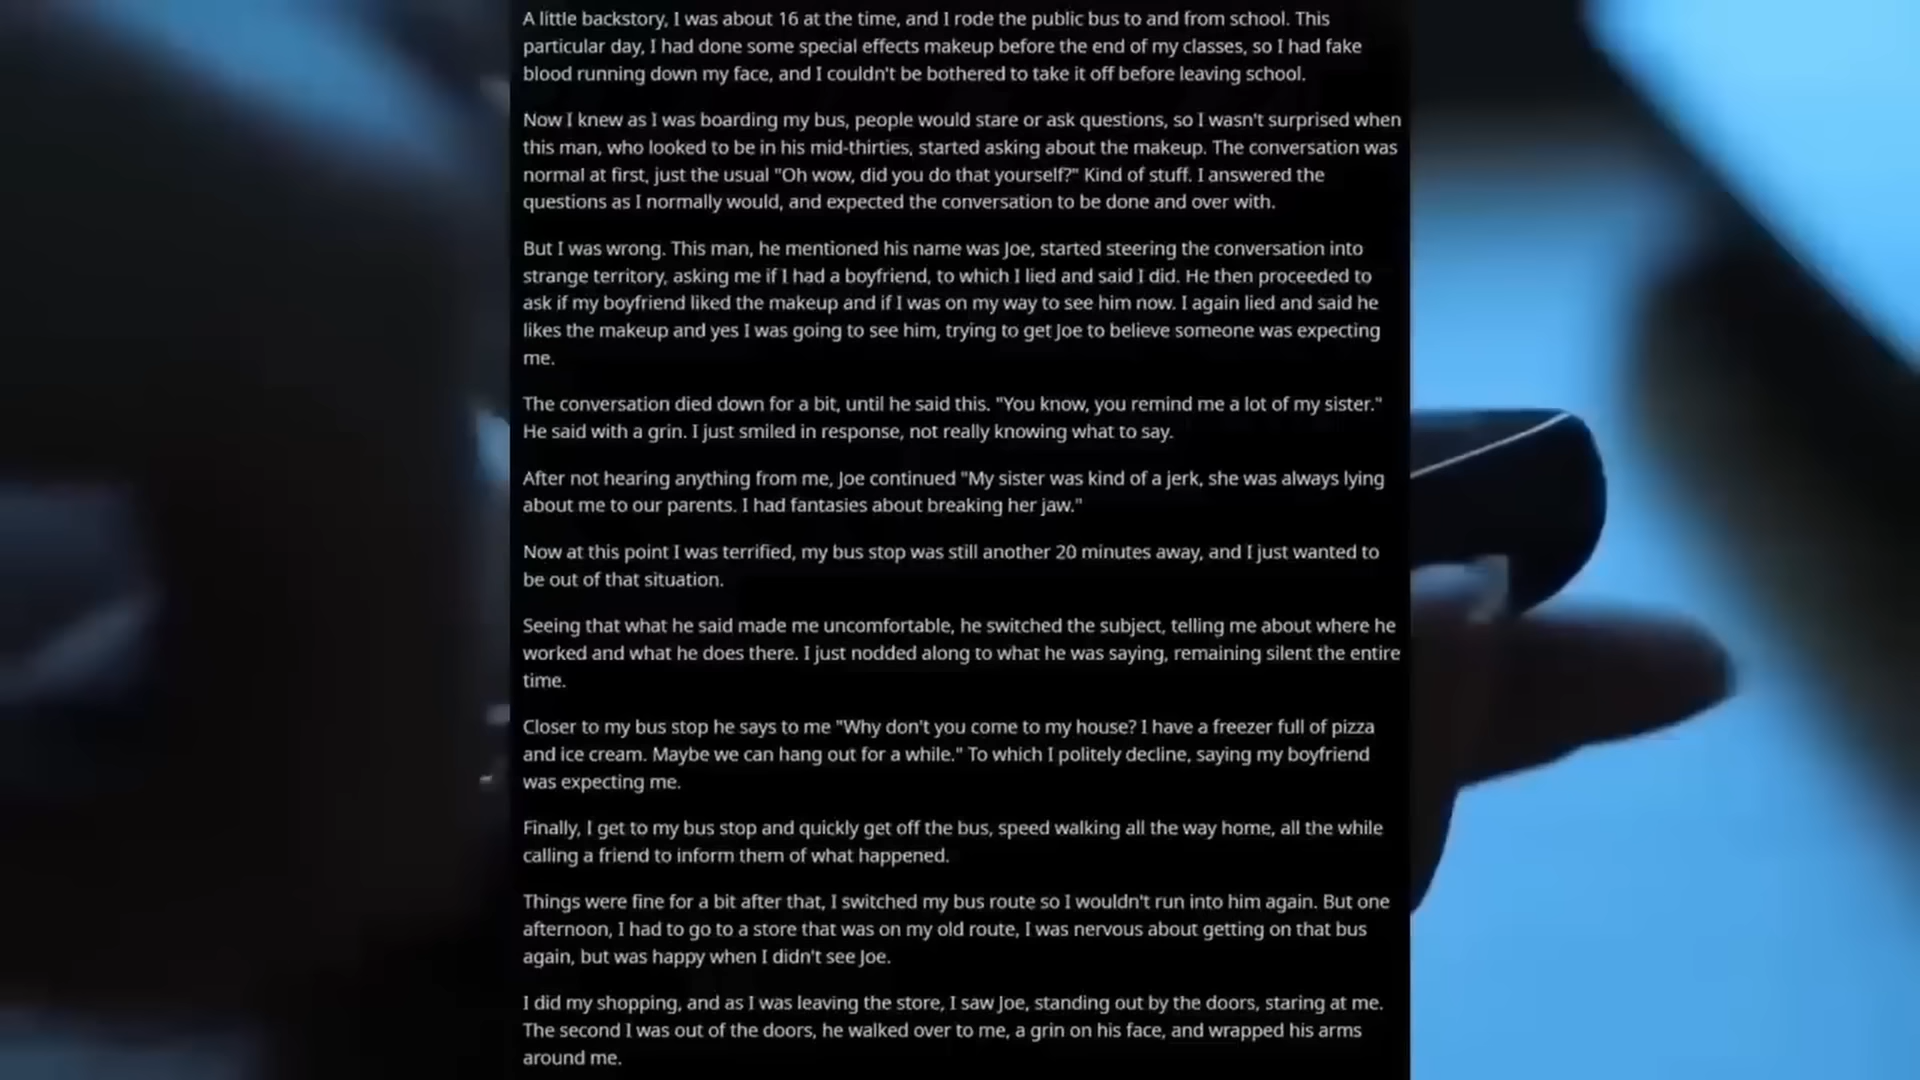 A little backstory, I was about 16 at the time, and I rode the public bus to and from school. This
particular day, I had done some special effects makeup before the end of my classes, so I had fake
blood running down my face, and I couldn't be bothered to take it off before leaving school.
Now I knew as I was boarding my bus, people would stare or ask questions, so I wasn't surprised when
this man, who looked to be in his mid-thirties, started asking about the makeup. The conversation was
normal at first, just the usual "Oh wow, did you do that yourself?" Kind of stuff. I answered the
questions as I normally would, and expected the conversation to be done and over with.
But I was wrong. This man, he mentioned his name was Joe, started steering the conversation into
strange territory, asking me if I had a boyfriend, to which I lied and said I did. He then proceeded to
ask if my boyfriend liked the makeup and if I was on my way to see him now. I again lied and said he
likes the makeup and yes I was going to see him, trying to get Joe to believe someone was expecting
me.
The conversation died down for a bit, until he said this. "You know, you remind me a lot of my sister."
He said with a grin. I just smiled in response, not really knowing what to say.
After not hearing anything from me, Joe continued "My sister was kind of a jerk, she was always lying
about me to our parents. I had fantasies about breaking her jaw."
Now at this point I was terrified, my bus stop was still another 20 minutes away, and I just wanted to
be out of that situation.
Seeing that what he said made me uncomfortable, he switched the subject, telling me about where he
worked and what he does there. I just nodded along to what he was saying, remaining silent the entire
time.
Closer to my bus stop he says to me "Why don't you come to my house? I have a freezer full of pizza
and ice cream. Maybe we can hang out for a while." To which I politely decline, saying my boyfriend
was expecting me.
Finally, I get to my bus stop and quickly get off the bus, speed walking all the way home, all the while
calling a friend to inform them of what happened.
Things were fine for a bit after that, I switched my bus route so I wouldn't run into him again. But one
afternoon, I had to go to a store that was on my old route, I was nervous about getting on that bus
again, but was happy when I didn't see Joe.
I did my shopping, and as I was leaving the store, I saw Joe, standing out by the doors, staring at me.
The second I was out of the doors, he walked over to me, a grin on his face, and wrapped his arms
around me.